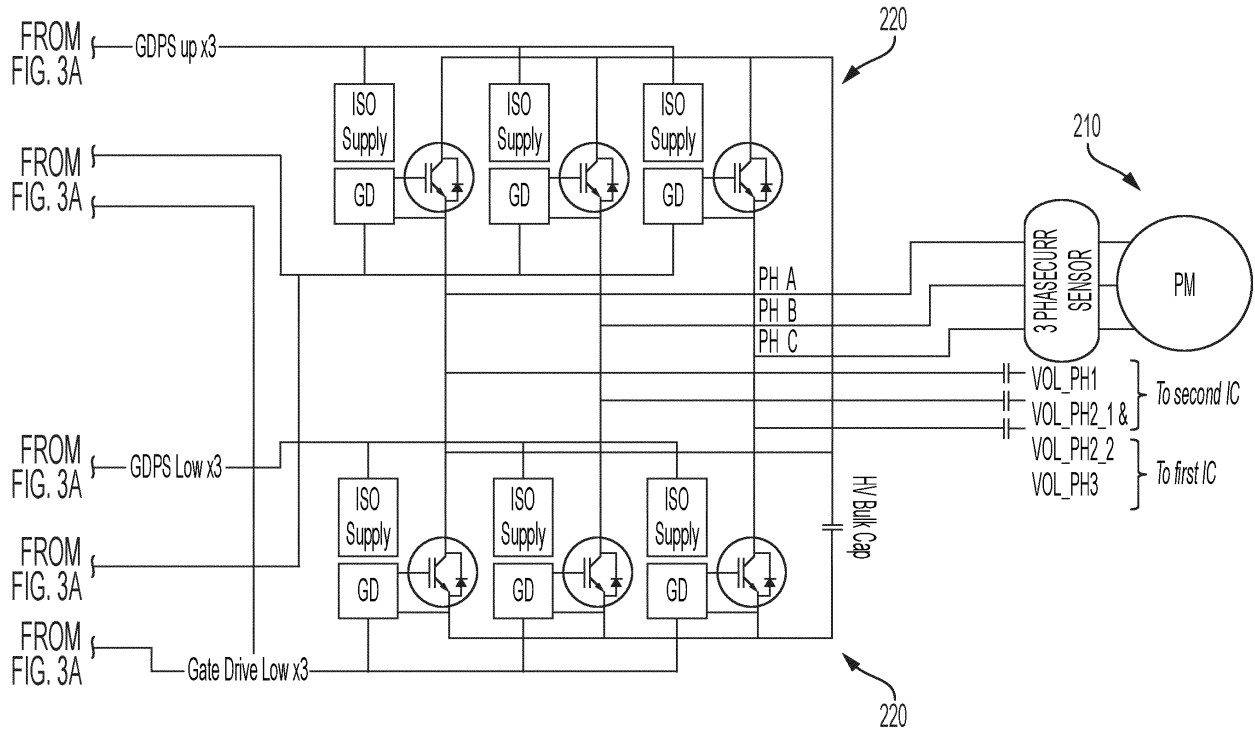 FROM
FIG. 3A
GDPS up x3
220
ISO
Supply
ISO
Supply
ISO
Supply
210
FROM
FIG. 3A
GD
GD
GD
3 PHASECURR
SENSOR
PM
PH A
PH B
PH C
VOL_PH1
VOL_PH2_1 &
To second IC
VOL_PH2_2
VOL_PH3
To first IC
FROM
FIG. 3A
GDPS Low x3
ISO
Supply
ISO
Supply
ISO
Supply
HV Bulk Cap
FROM
FIG. 3A
GD
GD
GD
FROM
FIG. 3A
Gate Drive Low x3
220